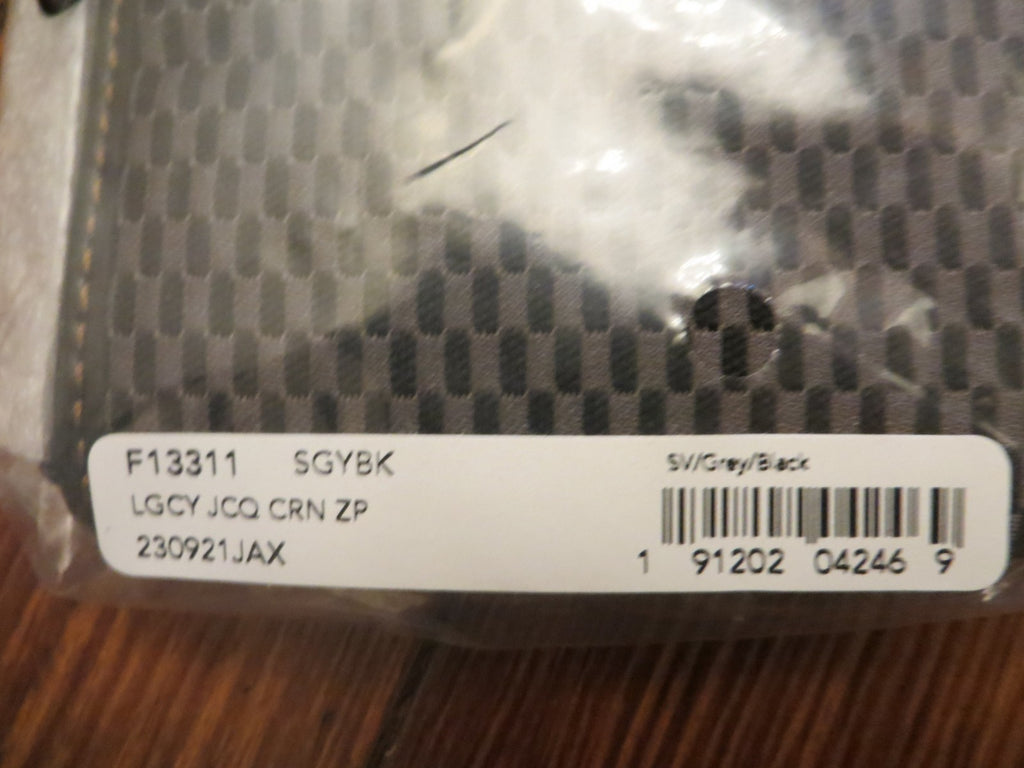 F13311 SGYBK
LGCY JCQ CRN ZP
230921JAX
SV/Grey/Black
1 91202 04246 9